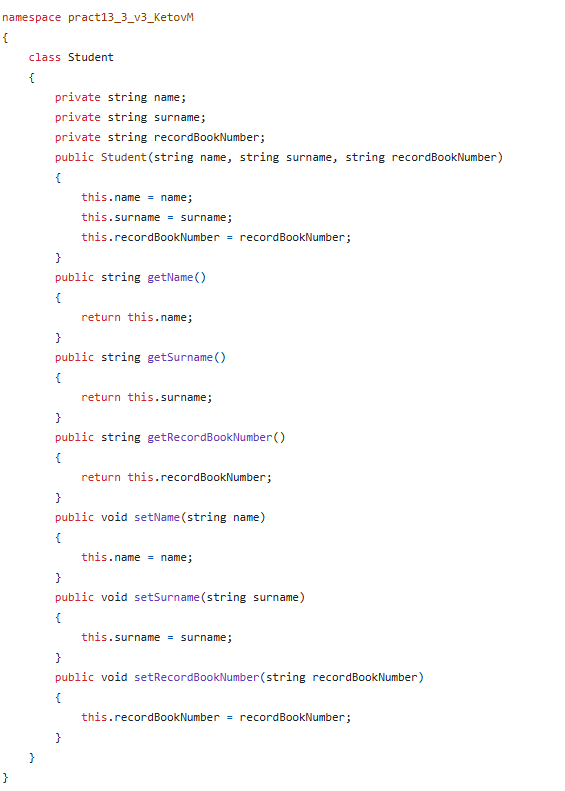 namespace pract13_3_v3_KetovM
{
    class Student
    {
        private string name;
        private string surname;
        private string recordBookNumber;
        public Student(string name, string surname, string recordBookNumber)
        {
            this.name = name;
            this.surname = surname;
            this.recordBookNumber = recordBookNumber;
        }
        public string getName()
        {
            return this.name;
        }
        public string getSurname()
        {
            return this.surname;
        }
        public string getRecordBookNumber()
        {
            return this.recordBookNumber;
        }
        public void setName(string name)
        {
            this.name = name;
        }
        public void setSurname(string surname)
        {
            this.surname = surname;
        }
        public void setRecordBookNumber(string recordBookNumber)
        {
            this.recordBookNumber = recordBookNumber;
        }
    }
}